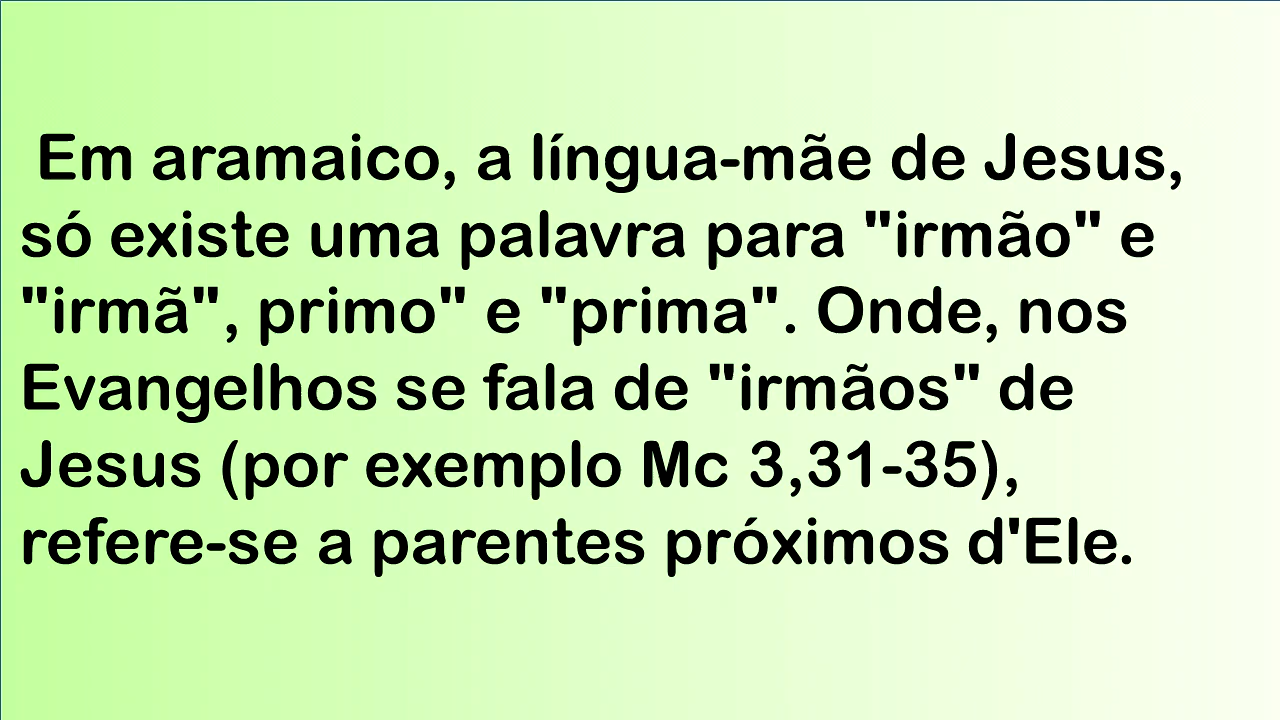 Em aramaico, a língua-mãe de Jesus,
só existe uma palavra para "irmão" e
"irmã", primo" e "prima". Onde, nos
Evangelhos se fala de "irmãos" de
Jesus (por exemplo Mc 3,31-35),
refere-se a parentes próximos d'Ele.